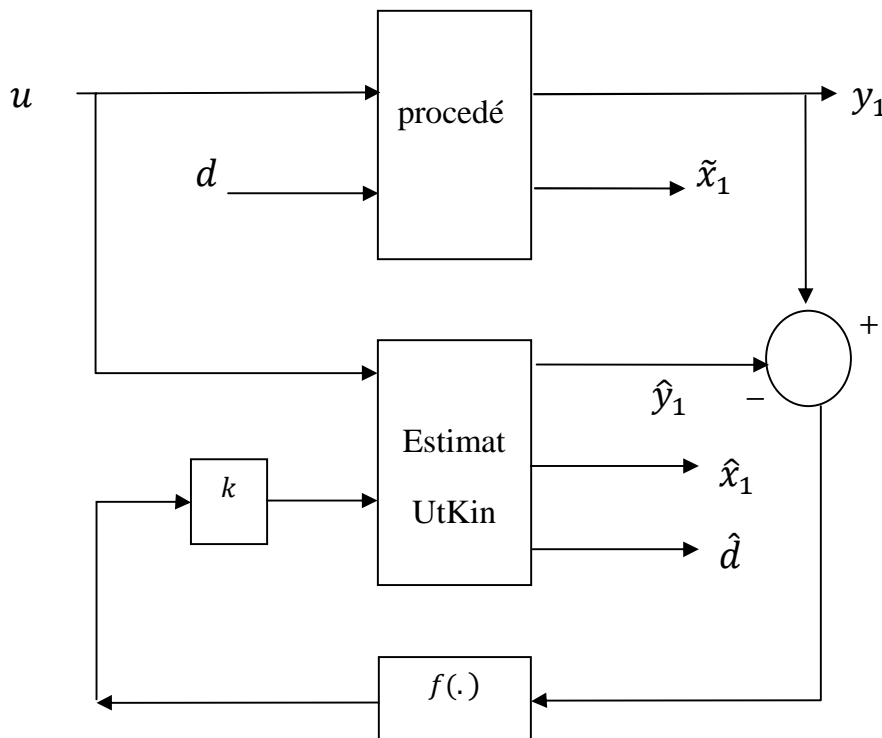 u
procedé
y₁
d
x̃₁
+
ŷ₁
−
Estimat
UtKin
k
x̂₁
d̂
f(.)